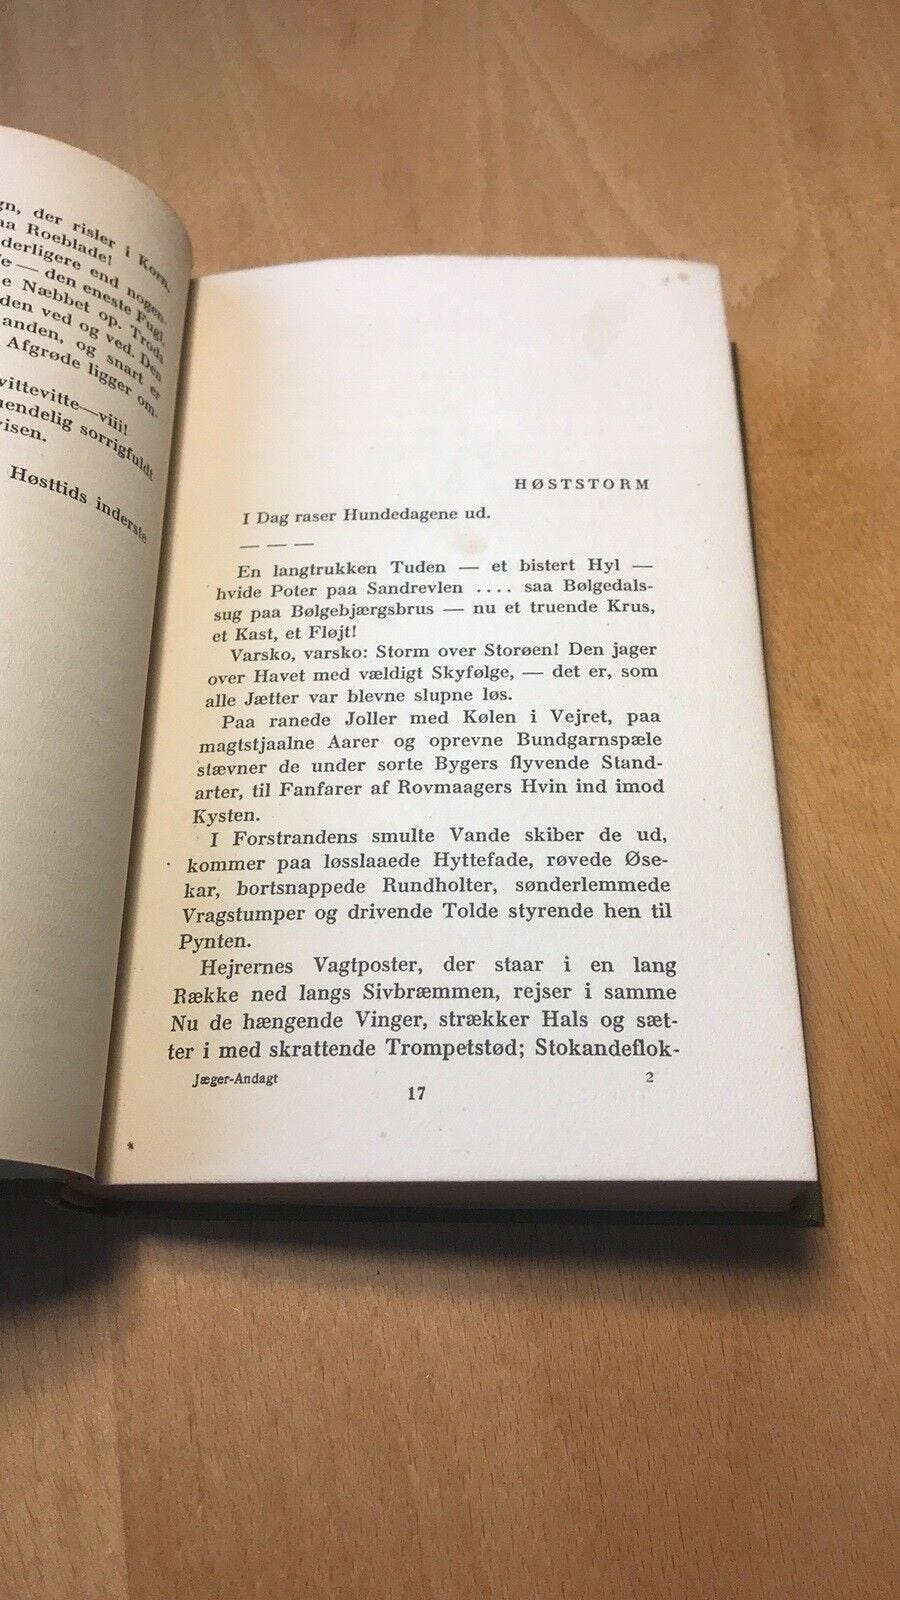 der risler i Korn,
Roeblade!
derligere end nogen.
— den eneste Fugl,
Næbbet op. Trods
den ved og ved. Den
anden, og snart er
Afgrøde ligger om-
vittevitte—viii!
uendelig sorrigfuldt
Høsttids inderste
HØSTSTORM
I Dag raser Hundedagene ud.
— — —
En langtrukken Tuden — et bistert Hyl —
hvide Poter paa Sandrevlen .... saa Bølgedals-
sug paa Bølgebjærgsbrus — nu et truende Krus,
et Kast, et Fløjt!
Varsko, varsko: Storm over Storøen! Den jager
over Havet med vældigt Skyfølge, — det er, som
alle Jætter var blevne slupne løs.
Paa ranede Joller med Kølen i Vejret, paa
magtstjaalne Aarer og oprevne Bundgarnspæle
stævner de under sorte Bygers flyvende Stand-
arter, til Fanfarer af Rovmaagers Hvin ind imod
Kysten.
I Forstrandens smulte Vande skiber de ud,
kommer paa løsslaaede Hyttefade, røvede Øse-
kar, bortsnappede Rundholter, sønderlemmede
Vragstumper og drivende Tolde styrende hen til
Pynten.
Hejrernes Vagtposter, der staar i en lang
Række ned langs Sivbræmmen, rejser i samme
Nu de hængende Vinger, strækker Hals og sæt-
ter i med skrattende Trompetstød; Stokandeflok-
Jæger-Andagt 2
17